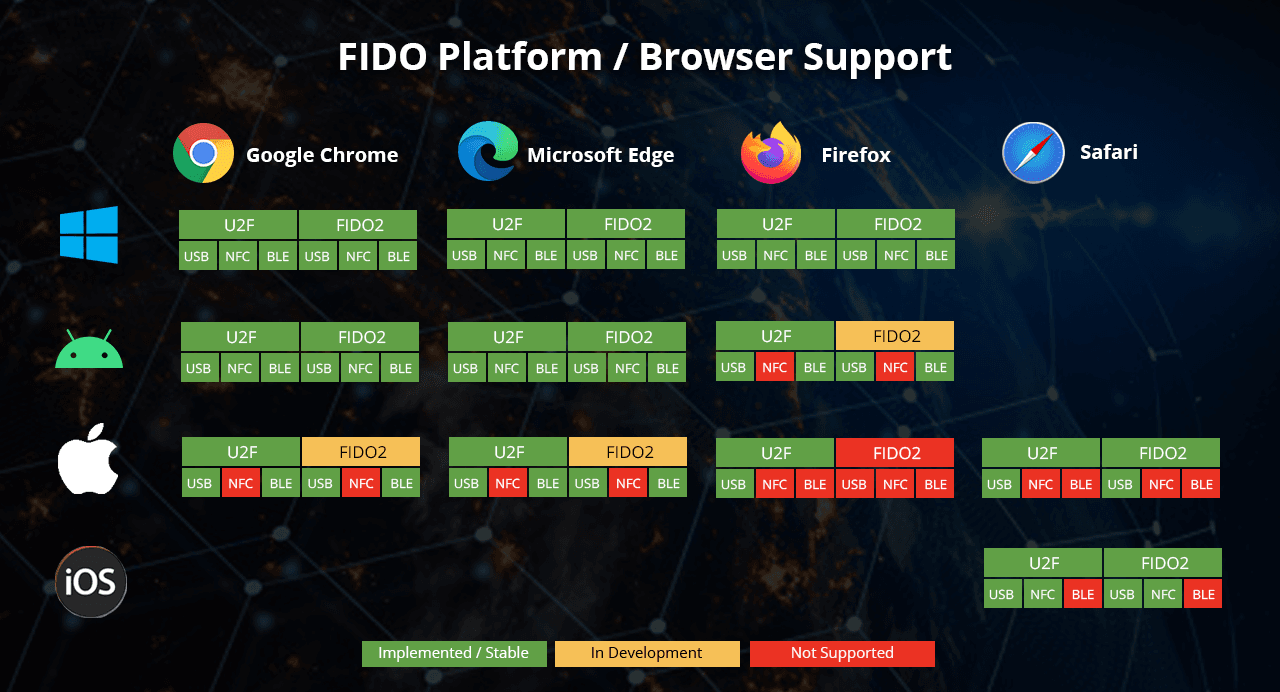 FIDO Platform / Browser Support
Google Chrome Microsoft Edge Firefox Safari
U2F FIDO2 U2F FIDO2 U2F FIDO2
USB NFC BLE USB NFC BLE USB NFC BLE USB NFC BLE USB NFC BLE USB NFC BLE
U2F FIDO2 U2F FIDO2 U2F FIDO2
USB NFC BLE USB NFC BLE USB NFC BLE USB NFC BLE USB NFC BLE USB NFC BLE
U2F FIDO2 U2F FIDO2 U2F FIDO2 U2F FIDO2
USB NFC BLE USB NFC BLE USB NFC BLE USB NFC BLE USB NFC BLE USB NFC BLE USB NFC BLE USB NFC BLE
U2F FIDO2
iOS USB NFC BLE USB NFC BLE
Implemented / Stable In Development Not Supported